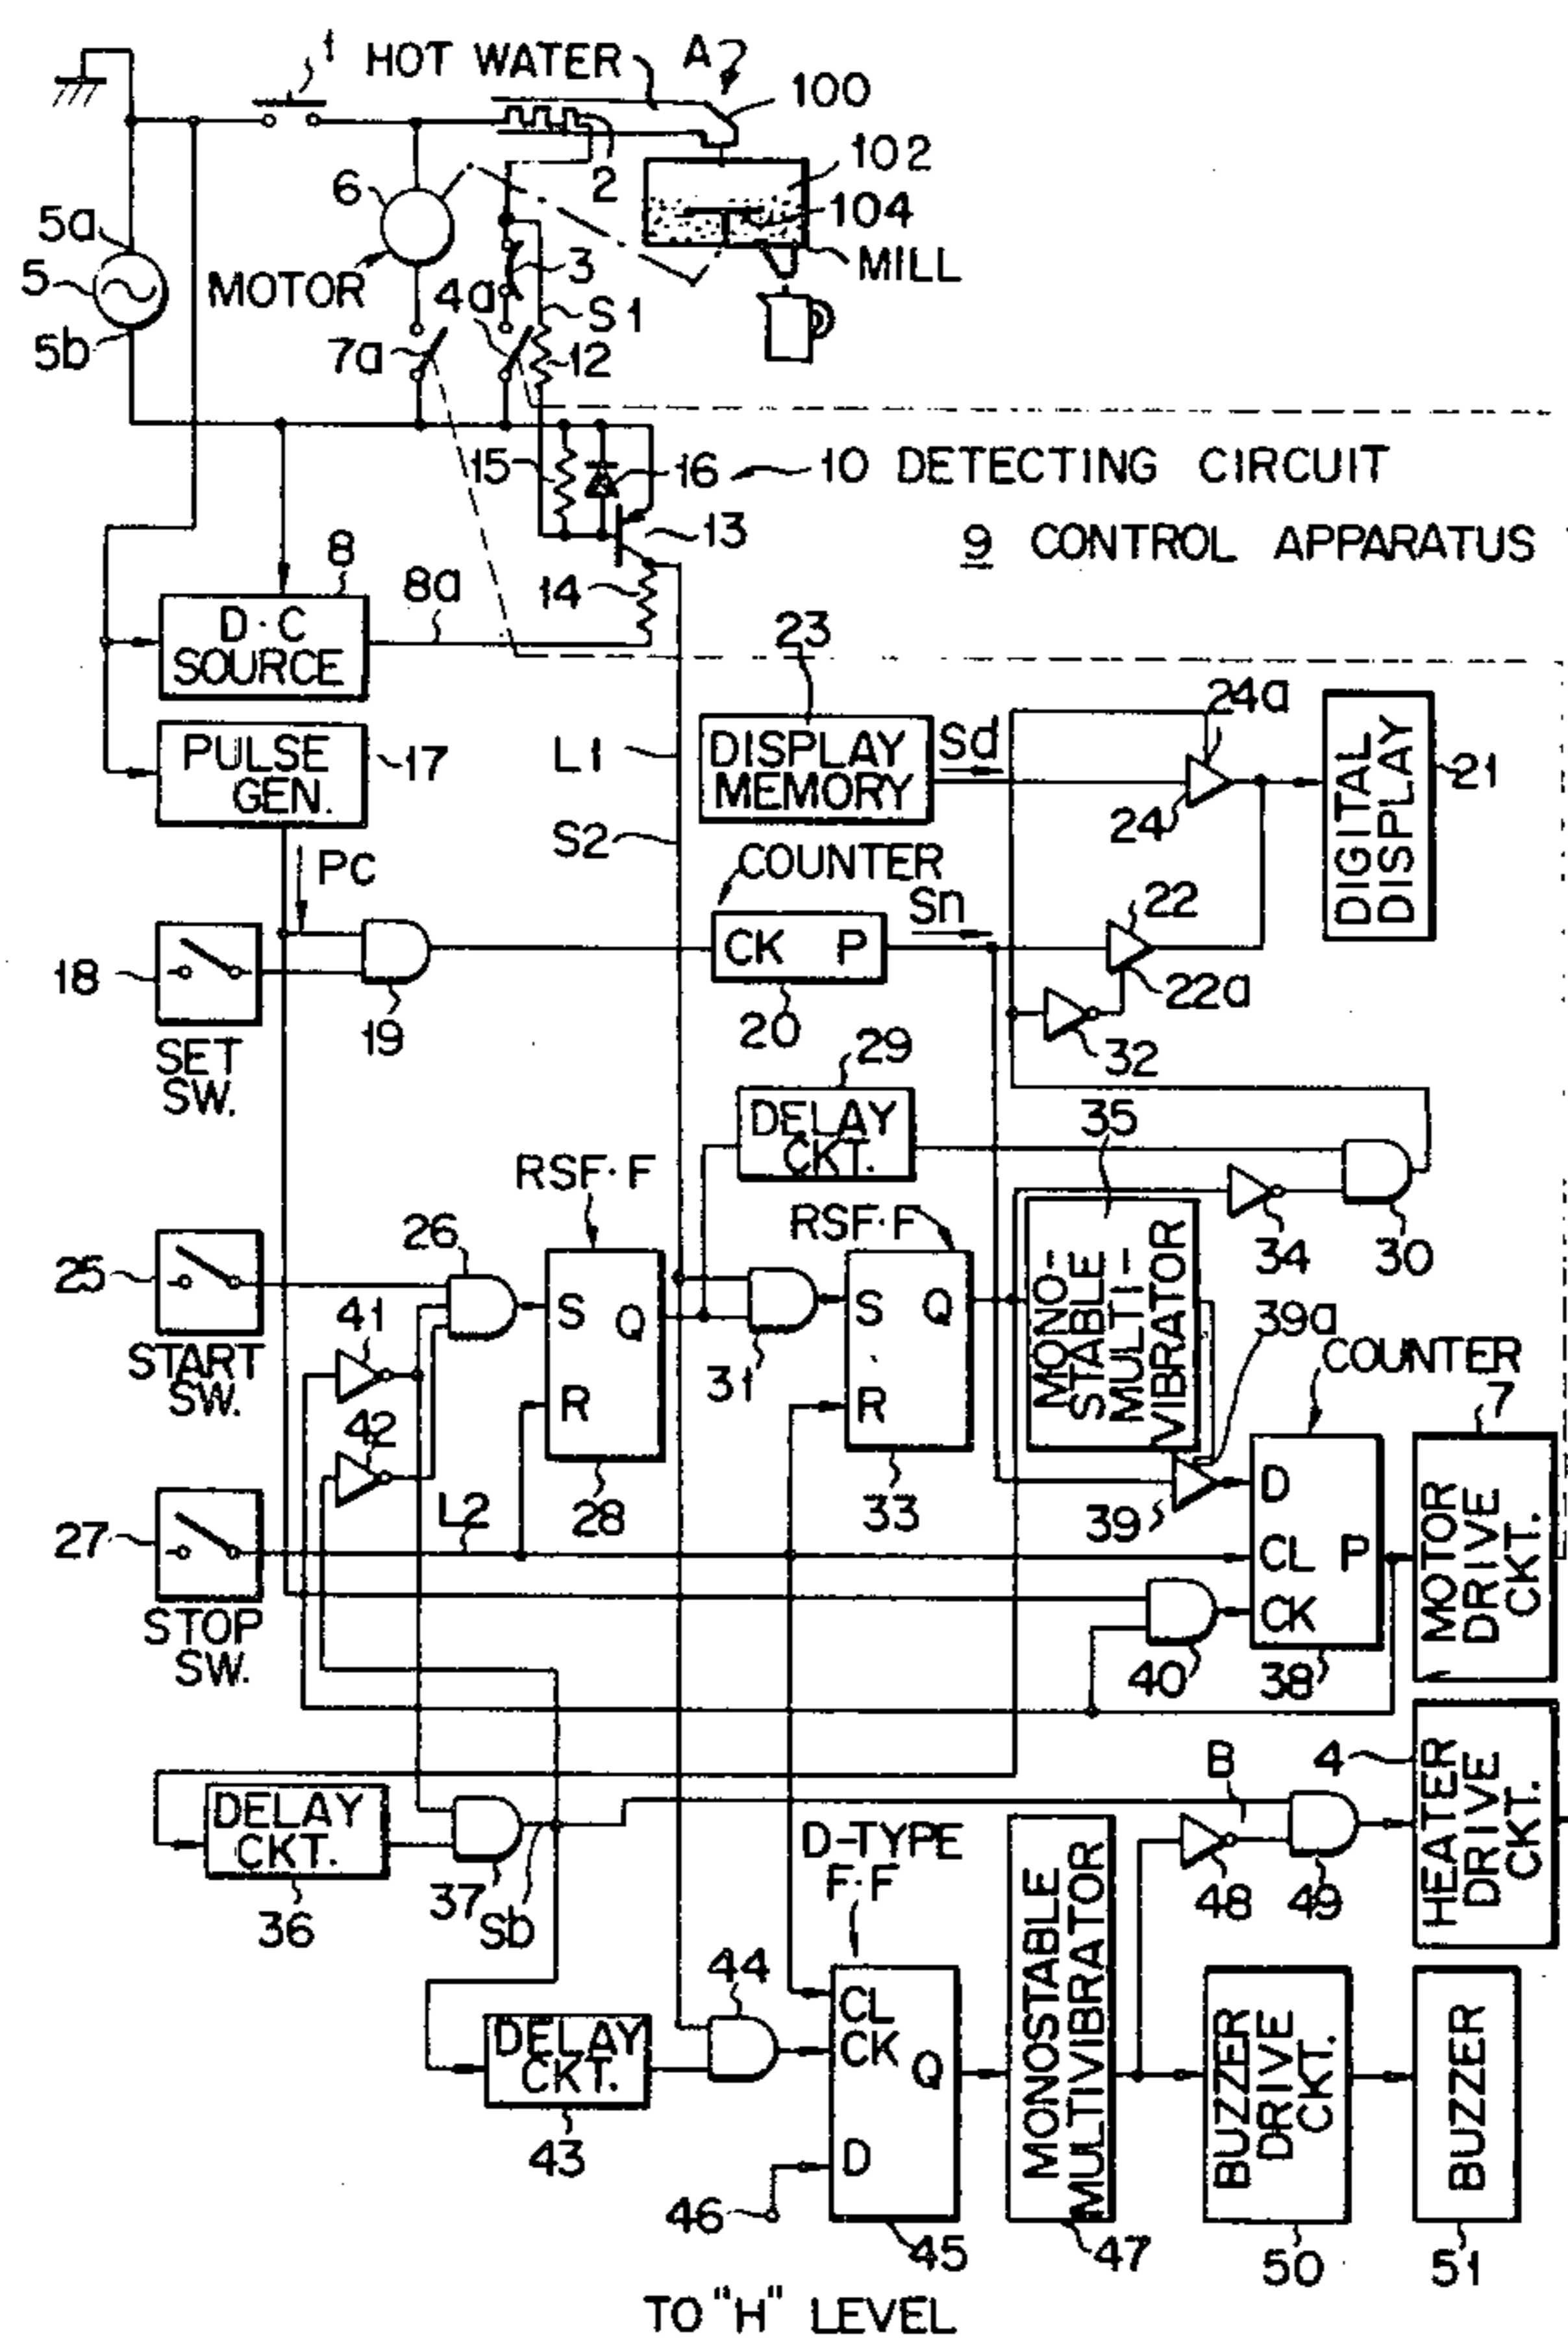 1
HOT WATER
A
100
102
2
6
5a
104
5
MOTOR
3
MILL
4a
S1
5b
7a
12
15
16
10 DETECTING CIRCUIT
13
9 CONTROL APPARATUS
8
8a
14
D·C
SOURCE
23
24a
PULSE
GEN.
17
L1
DISPLAY
MEMORY
Sd
24
DIGITAL
DISPLAY
21
S2
PC
COUNTER
Sn
22
18
CK P
22a
19
20
32
SET
SW.
29
DELAY
CKT.
35
RSF·F
RSF·F
26
25
34
30
S Q
S Q
MONO-
STABLE
MULTI-
VIBRATOR
39a
41
START
SW.
31
COUNTER
R
R
7
42
28
33
D
MOTOR
DRIVE
CKT.
39
27
L2
CL P
CK
STOP
SW.
40
38
B
4
HEATER
DRIVE
CKT.
DELAY
CKT.
D-TYPE
F·F
36
37
Sb
48
49
44
CL
CK
Q
D
DELAY
CKT.
MONOSTABLE
MULTIVIBRATOR
BUZZER
DRIVE
CKT.
BUZZER
43
46
45
47
50
51
TO "H" LEVEL